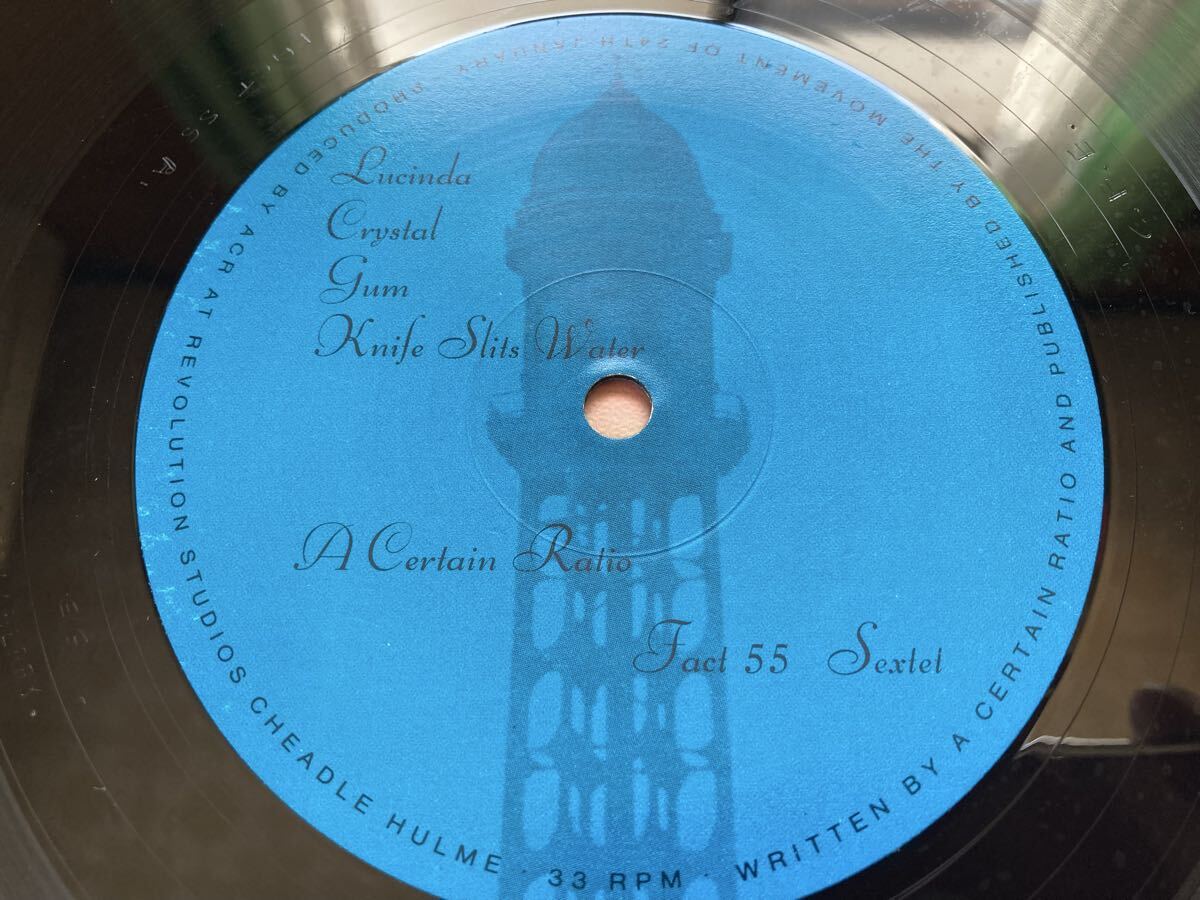 Lucinda
Crystal
Gum
Knife Slits Water
A Certain Ratio
Fact 55 Sextet
PRODUCED BY ACR AT REVOLUTION STUDIOS CHEADLE HULME · 33 RPM · WRITTEN BY A CERTAIN RATIO AND PUBLISHED BY THE MOVEMENT OF 24TH JANUARY ·